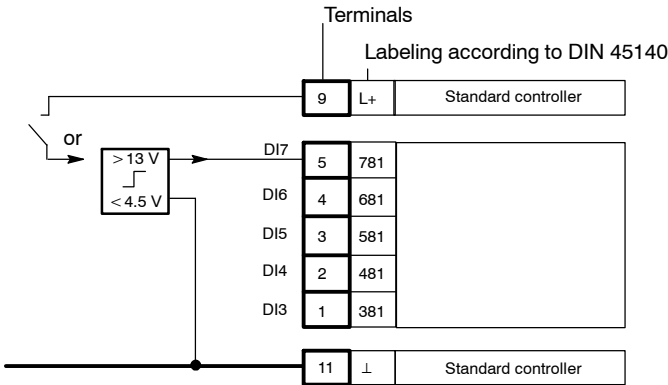 Terminals
Labeling according to DIN 45140
9 L+ Standard controller
or
> 13 V
< 4.5 V
DI7 5 781
DI6 4 681
DI5 3 581
DI4 2 481
DI3 1 381
11 ⊥ Standard controller